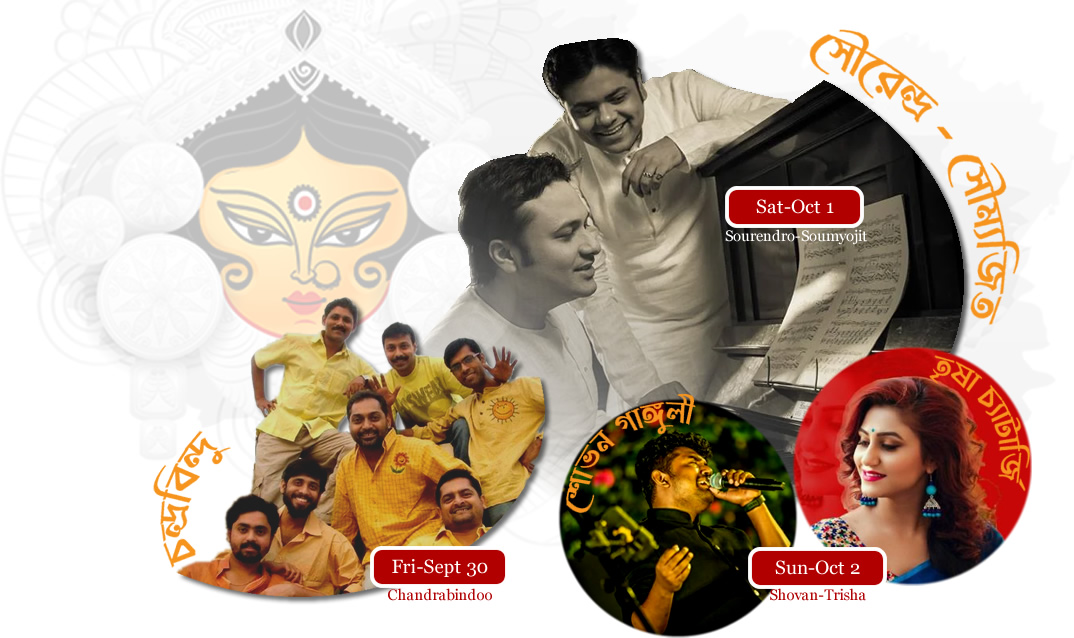 সৌরেন্দ্র - সৌম্যজিত
Sat-Oct 1
Sourendro-Soumyojit
চন্দ্রবিন্দু
Fri-Sept 30
Chandrabindoo
শোভন গাঙ্গুলী
তৃষা চ্যাটার্জি
Sun-Oct 2
Shovan-Trisha